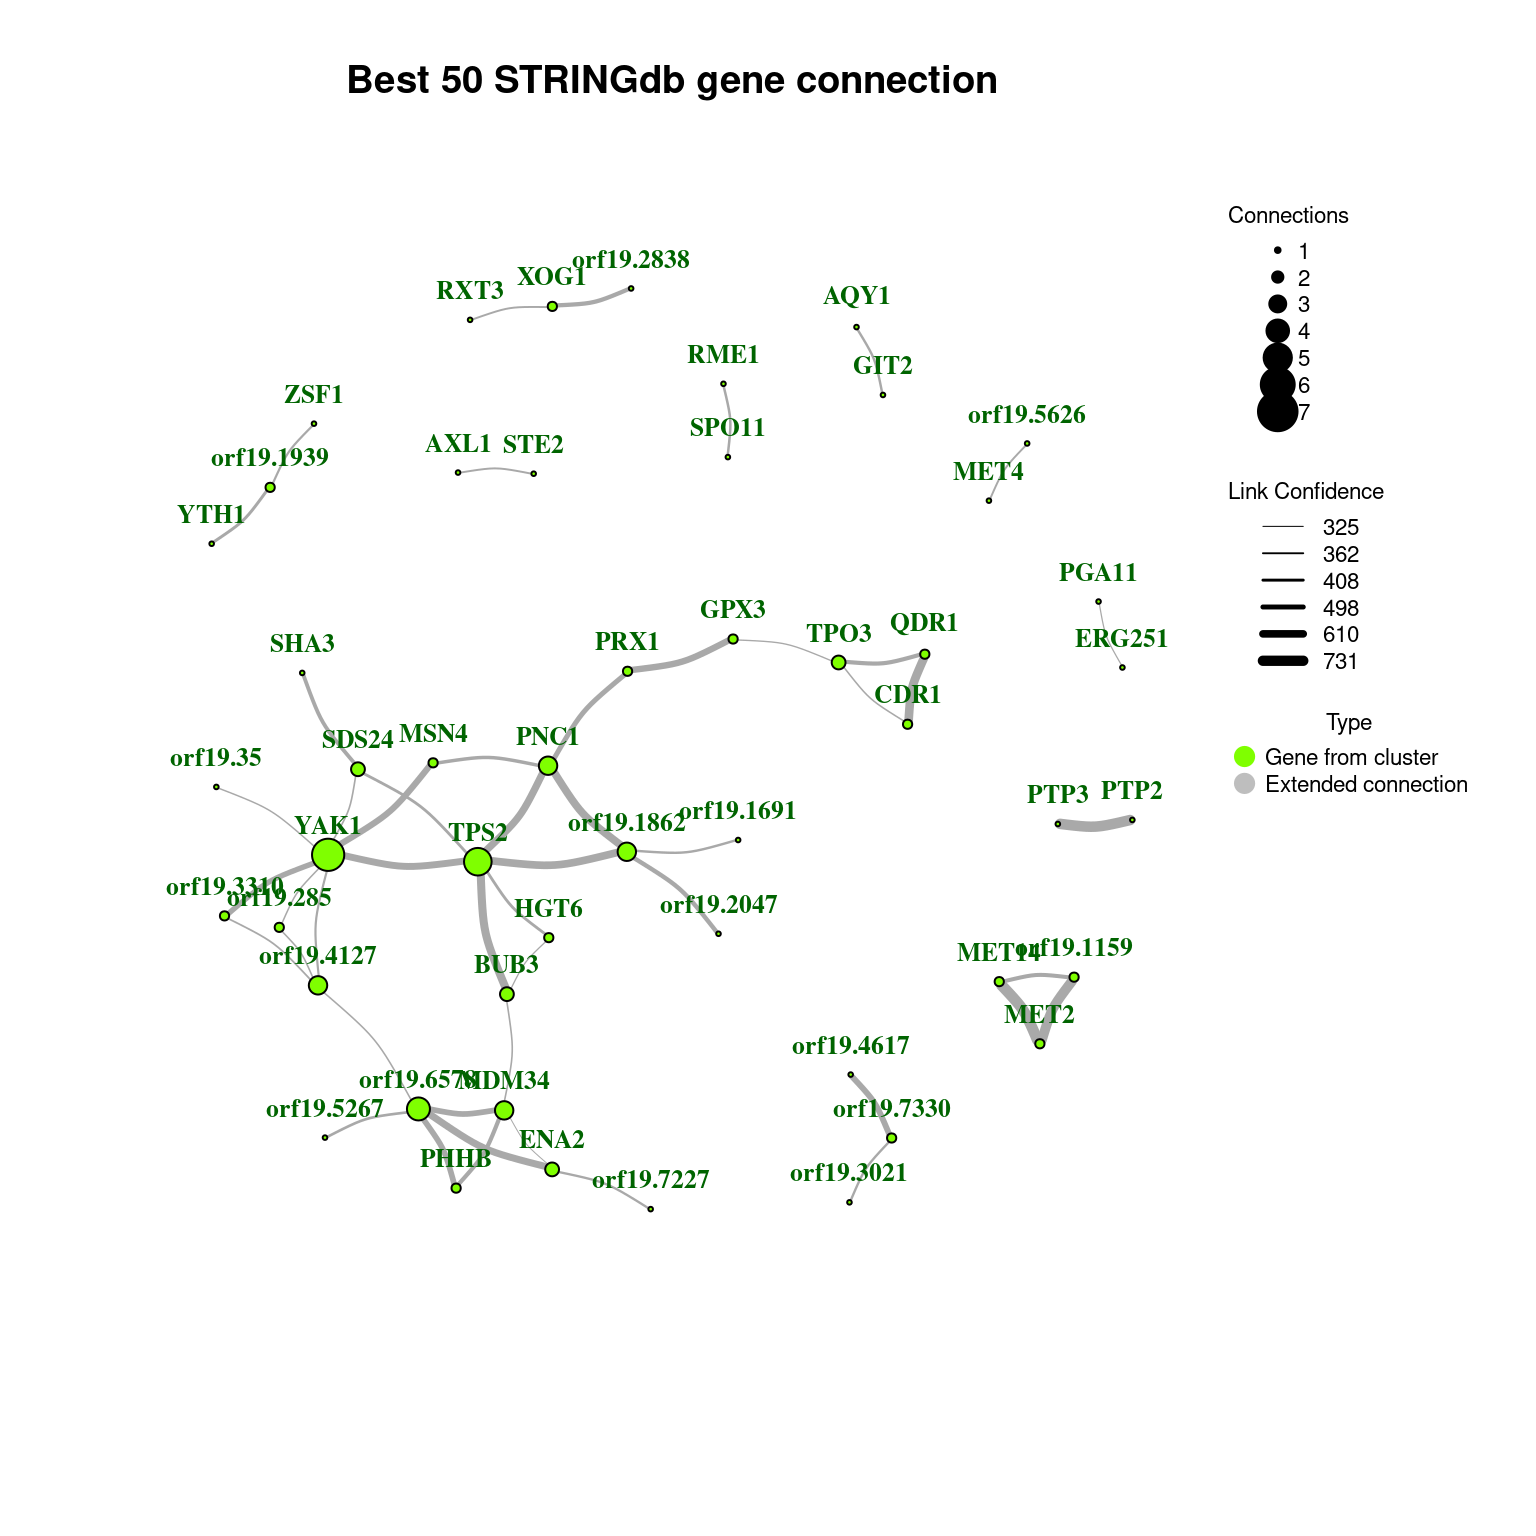 Best 50 STRINGdb gene connection
Connections
1
2
3
4
5
6
7
Link Confidence
325
362
408
498
610
731
Type
Gene from cluster
Extended connection
orf19.2838
XOG1
RXT3
AQY1
RME1
GIT2
ZSF1
orf19.5626
SPO11
AXL1
STE2
orf19.1939
MET4
YTH1
PGA11
GPX3
QDR1
TPO3
PRX1
ERG251
SHA3
CDR1
SDS24
MSN4
PNC1
orf19.35
PTP3
PTP2
orf19.1691
orf19.1862
YAK1
TPS2
orf19.3310
orf19.285
orf19.2047
HGT6
orf19.4127
BUB3
MET14
orf19.1159
MET2
orf19.4617
orf19.6578
MDM34
orf19.5267
orf19.7330
ENA2
PHHB
orf19.7227
orf19.3021